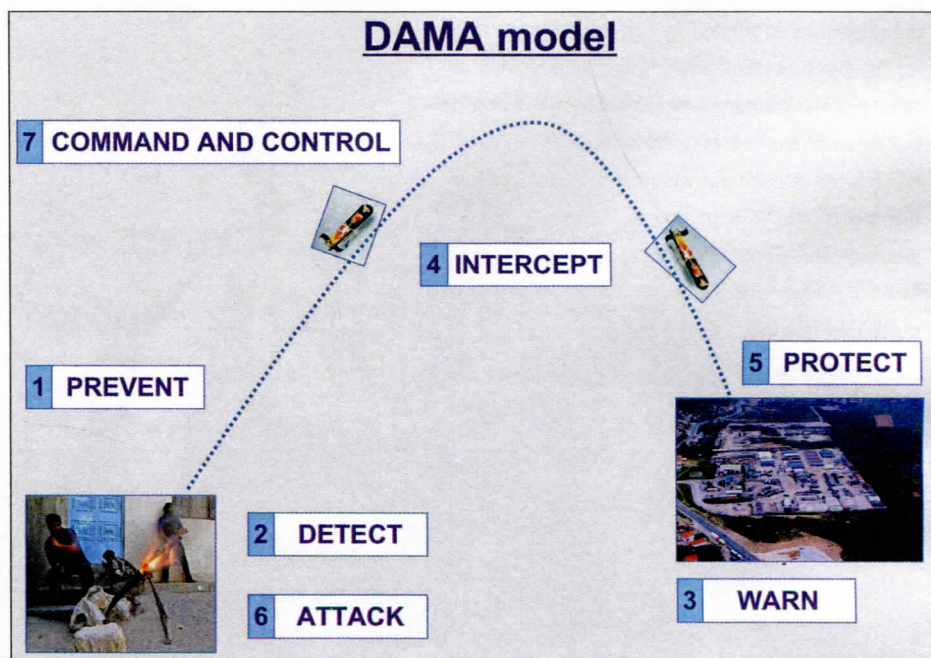 DAMA model
7 COMMAND AND CONTROL
4 INTERCEPT
1 PREVENT
5 PROTECT
2 DETECT
6 ATTACK
3 WARN